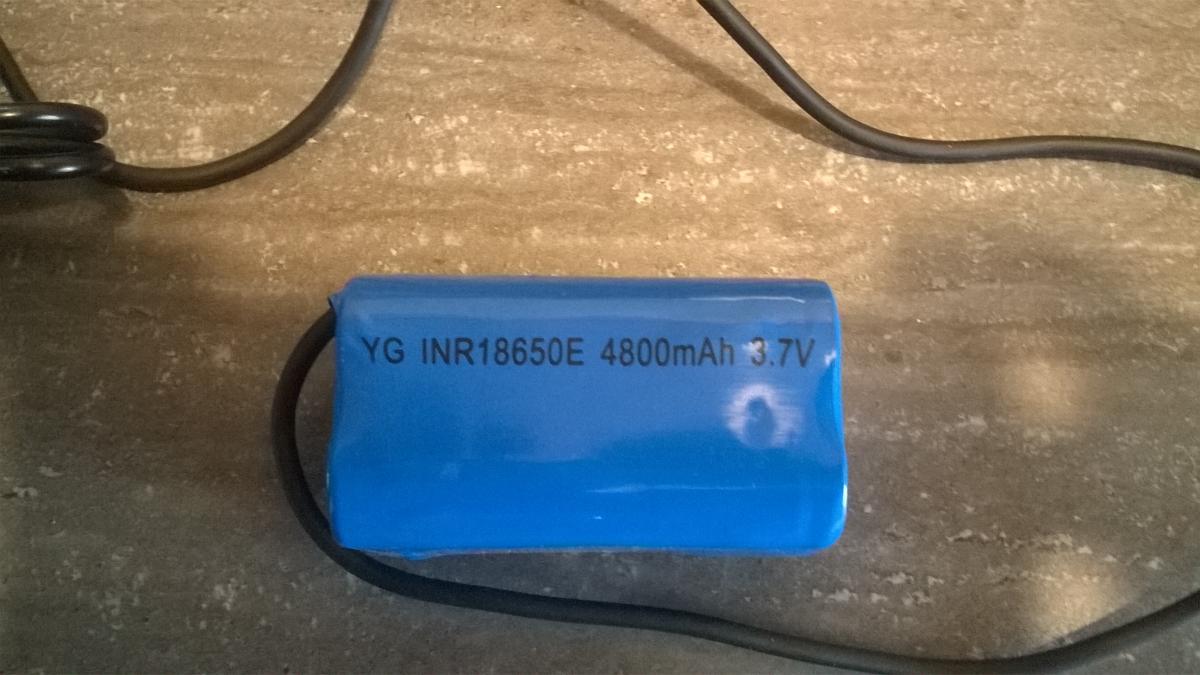 YG INR18650E 4800mAh 3.7V